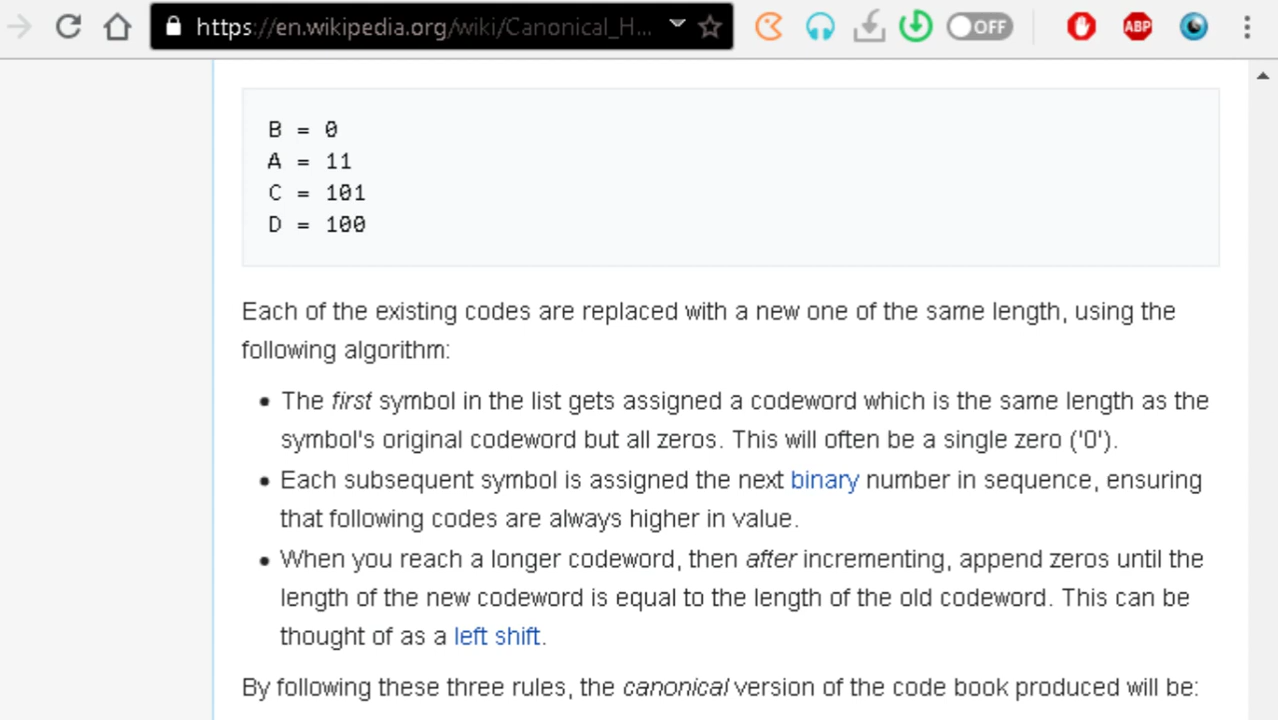 https://en.wikipedia.org/wiki/Canonical_H...
OFF
ABP
B = 0
A = 11
C = 101
D = 100
Each of the existing codes are replaced with a new one of the same length, using the
following algorithm:
• The first symbol in the list gets assigned a codeword which is the same length as the
symbol's original codeword but all zeros. This will often be a single zero ('0').
• Each subsequent symbol is assigned the next binary number in sequence, ensuring
that following codes are always higher in value.
• When you reach a longer codeword, then after incrementing, append zeros until the
length of the new codeword is equal to the length of the old codeword. This can be
thought of as a left shift.
By following these three rules, the canonical version of the code book produced will be: